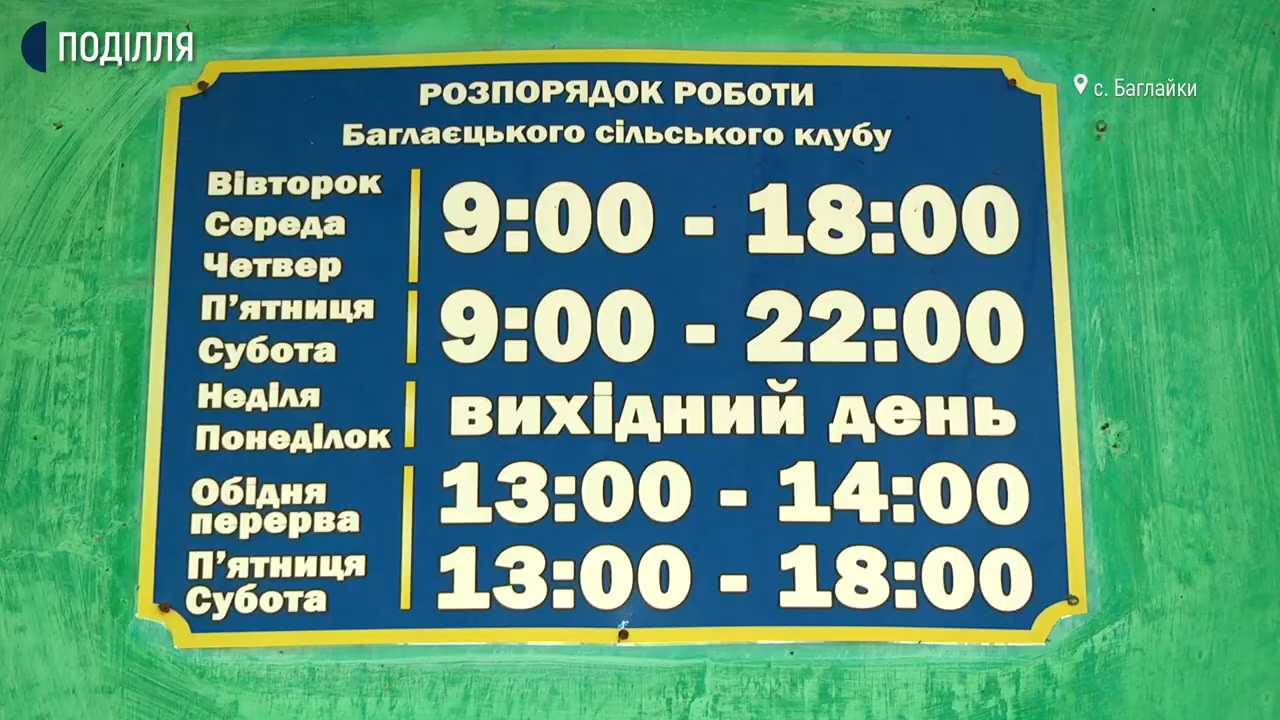 ПОДІЛЛЯ
с. Баглайки
РОЗПОРЯДОК РОБОТИ
Баглаєцького сільського клубу
Вівторок
Середа
Четвер
9:00 - 18:00
П'ятниця
Субота
9:00 - 22:00
Неділя
Понеділок
вихідний день
Обідня
перерва
13:00 - 14:00
П'ятниця
Субота
13:00 - 18:00